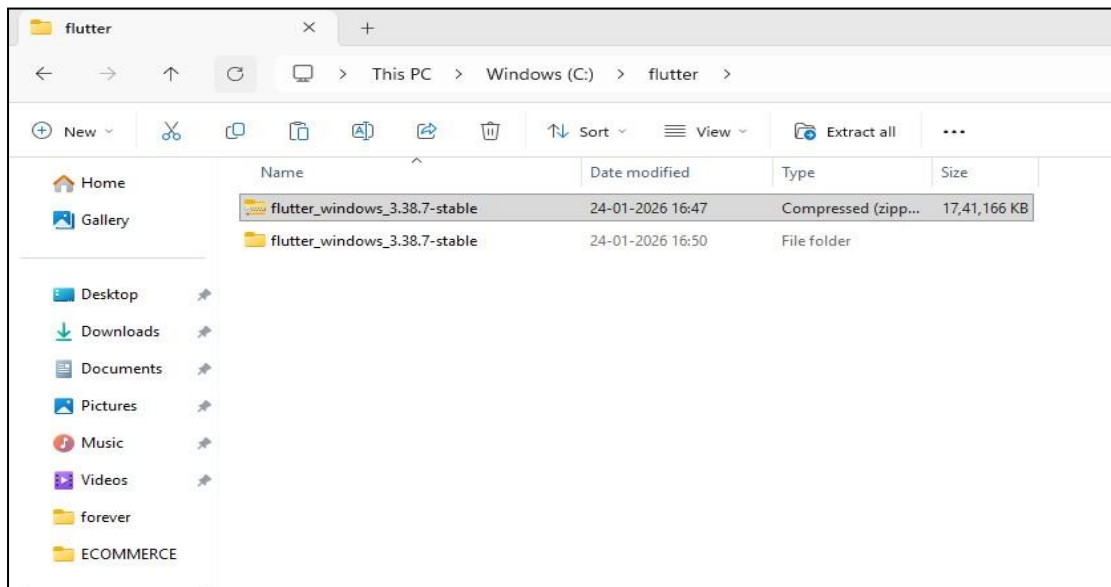 flutter
This PC > Windows (C:) > flutter >
New Sort View Extract all ...
Name Date modified Type Size
Home
Gallery
flutter_windows_3.38.7-stable 24-01-2026 16:47 Compressed (zipp... 17,41,166 KB
flutter_windows_3.38.7-stable 24-01-2026 16:50 File folder
Desktop
Downloads
Documents
Pictures
Music
Videos
forever
ECOMMERCE